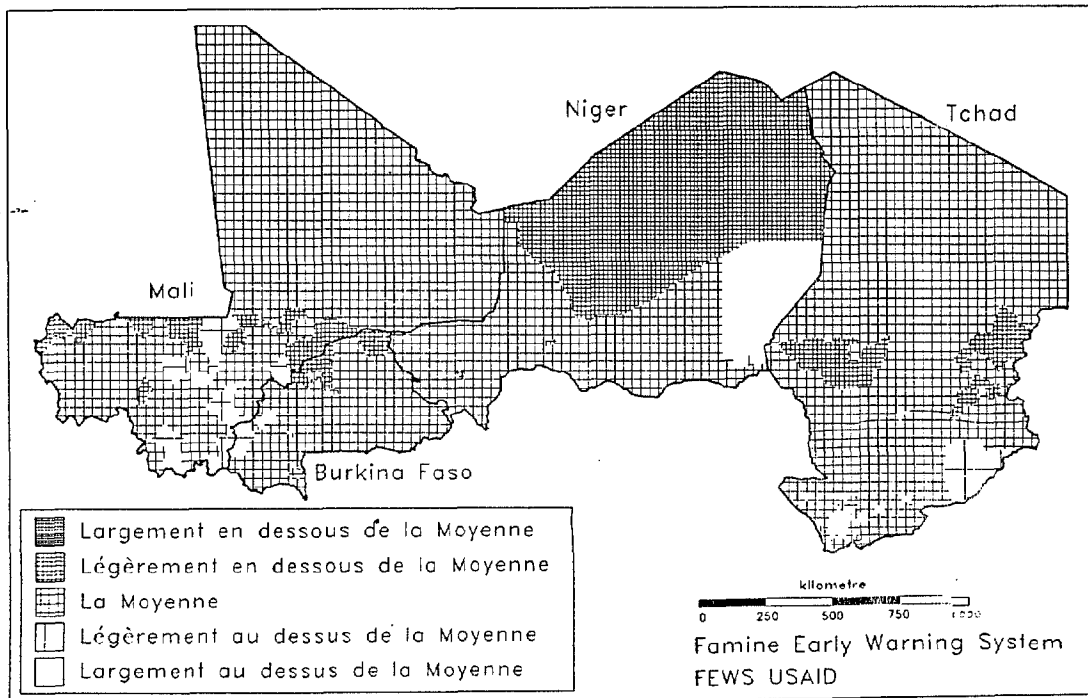 Niger
Tchad
Mali
Burkina Faso
Largement en dessous de la Moyenne
Légèrement en dessous de la Moyenne
La Moyenne
Légèrement au dessus de la Moyenne
Largement au dessus de la Moyenne
kilometre
0 250 500 750
Famine Early Warning System
FEWS USAID